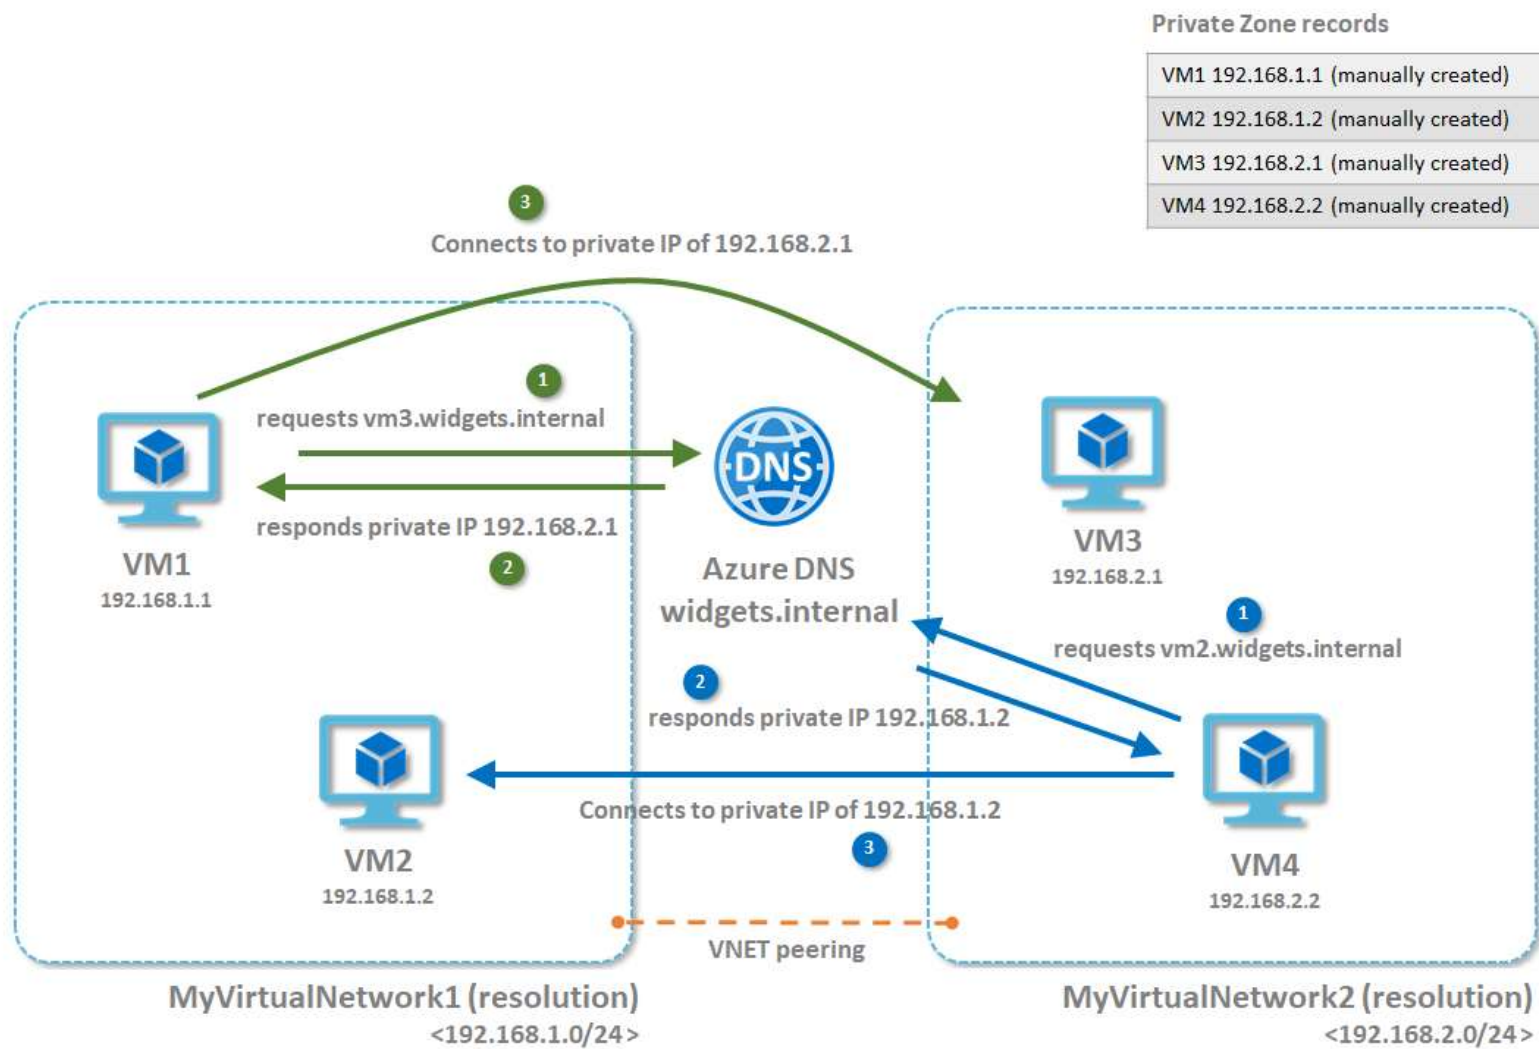 Private Zone records
VM1 192.168.1.1 (manually created)
VM2 192.168.1.2 (manually created)
VM3 192.168.2.1 (manually created)
VM4 192.168.2.2 (manually created)
3
Connects to private IP of 192.168.2.1
1
requests vm3.widgets.internal
DNS
responds private IP 192.168.2.1
2
VM1
192.168.1.1
Azure DNS
widgets.internal
VM3
192.168.2.1
1
requests vm2.widgets.internal
2
responds private IP 192.168.1.2
Connects to private IP of 192.168.1.2
3
VM2
192.168.1.2
VM4
192.168.2.2
VNET peering
MyVirtualNetwork1 (resolution)
<192.168.1.0/24>
MyVirtualNetwork2 (resolution)
<192.168.2.0/24>